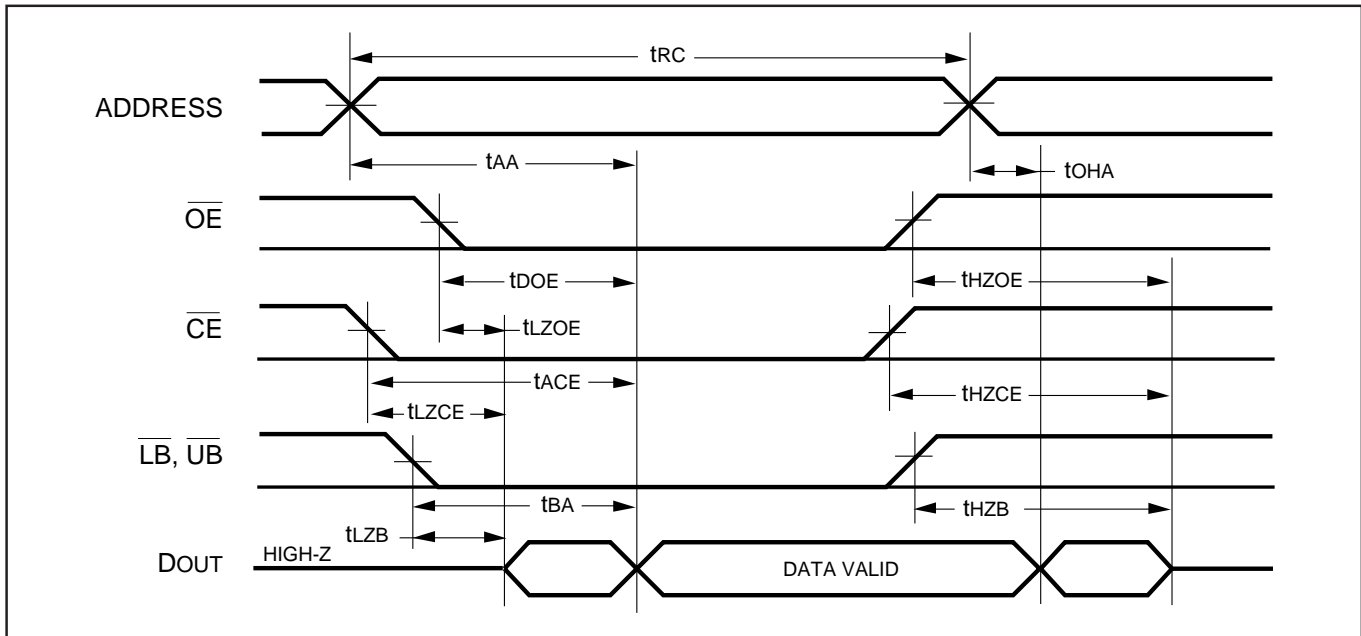 tRC
ADDRESS
tAA
tOHA
OE
tDOE
tHZOE
CE
tLZOE
tACE
tHZCE
tLZCE
LB, UB
tBA
tHZB
tLZB
DOUT
HIGH-Z
DATA VALID